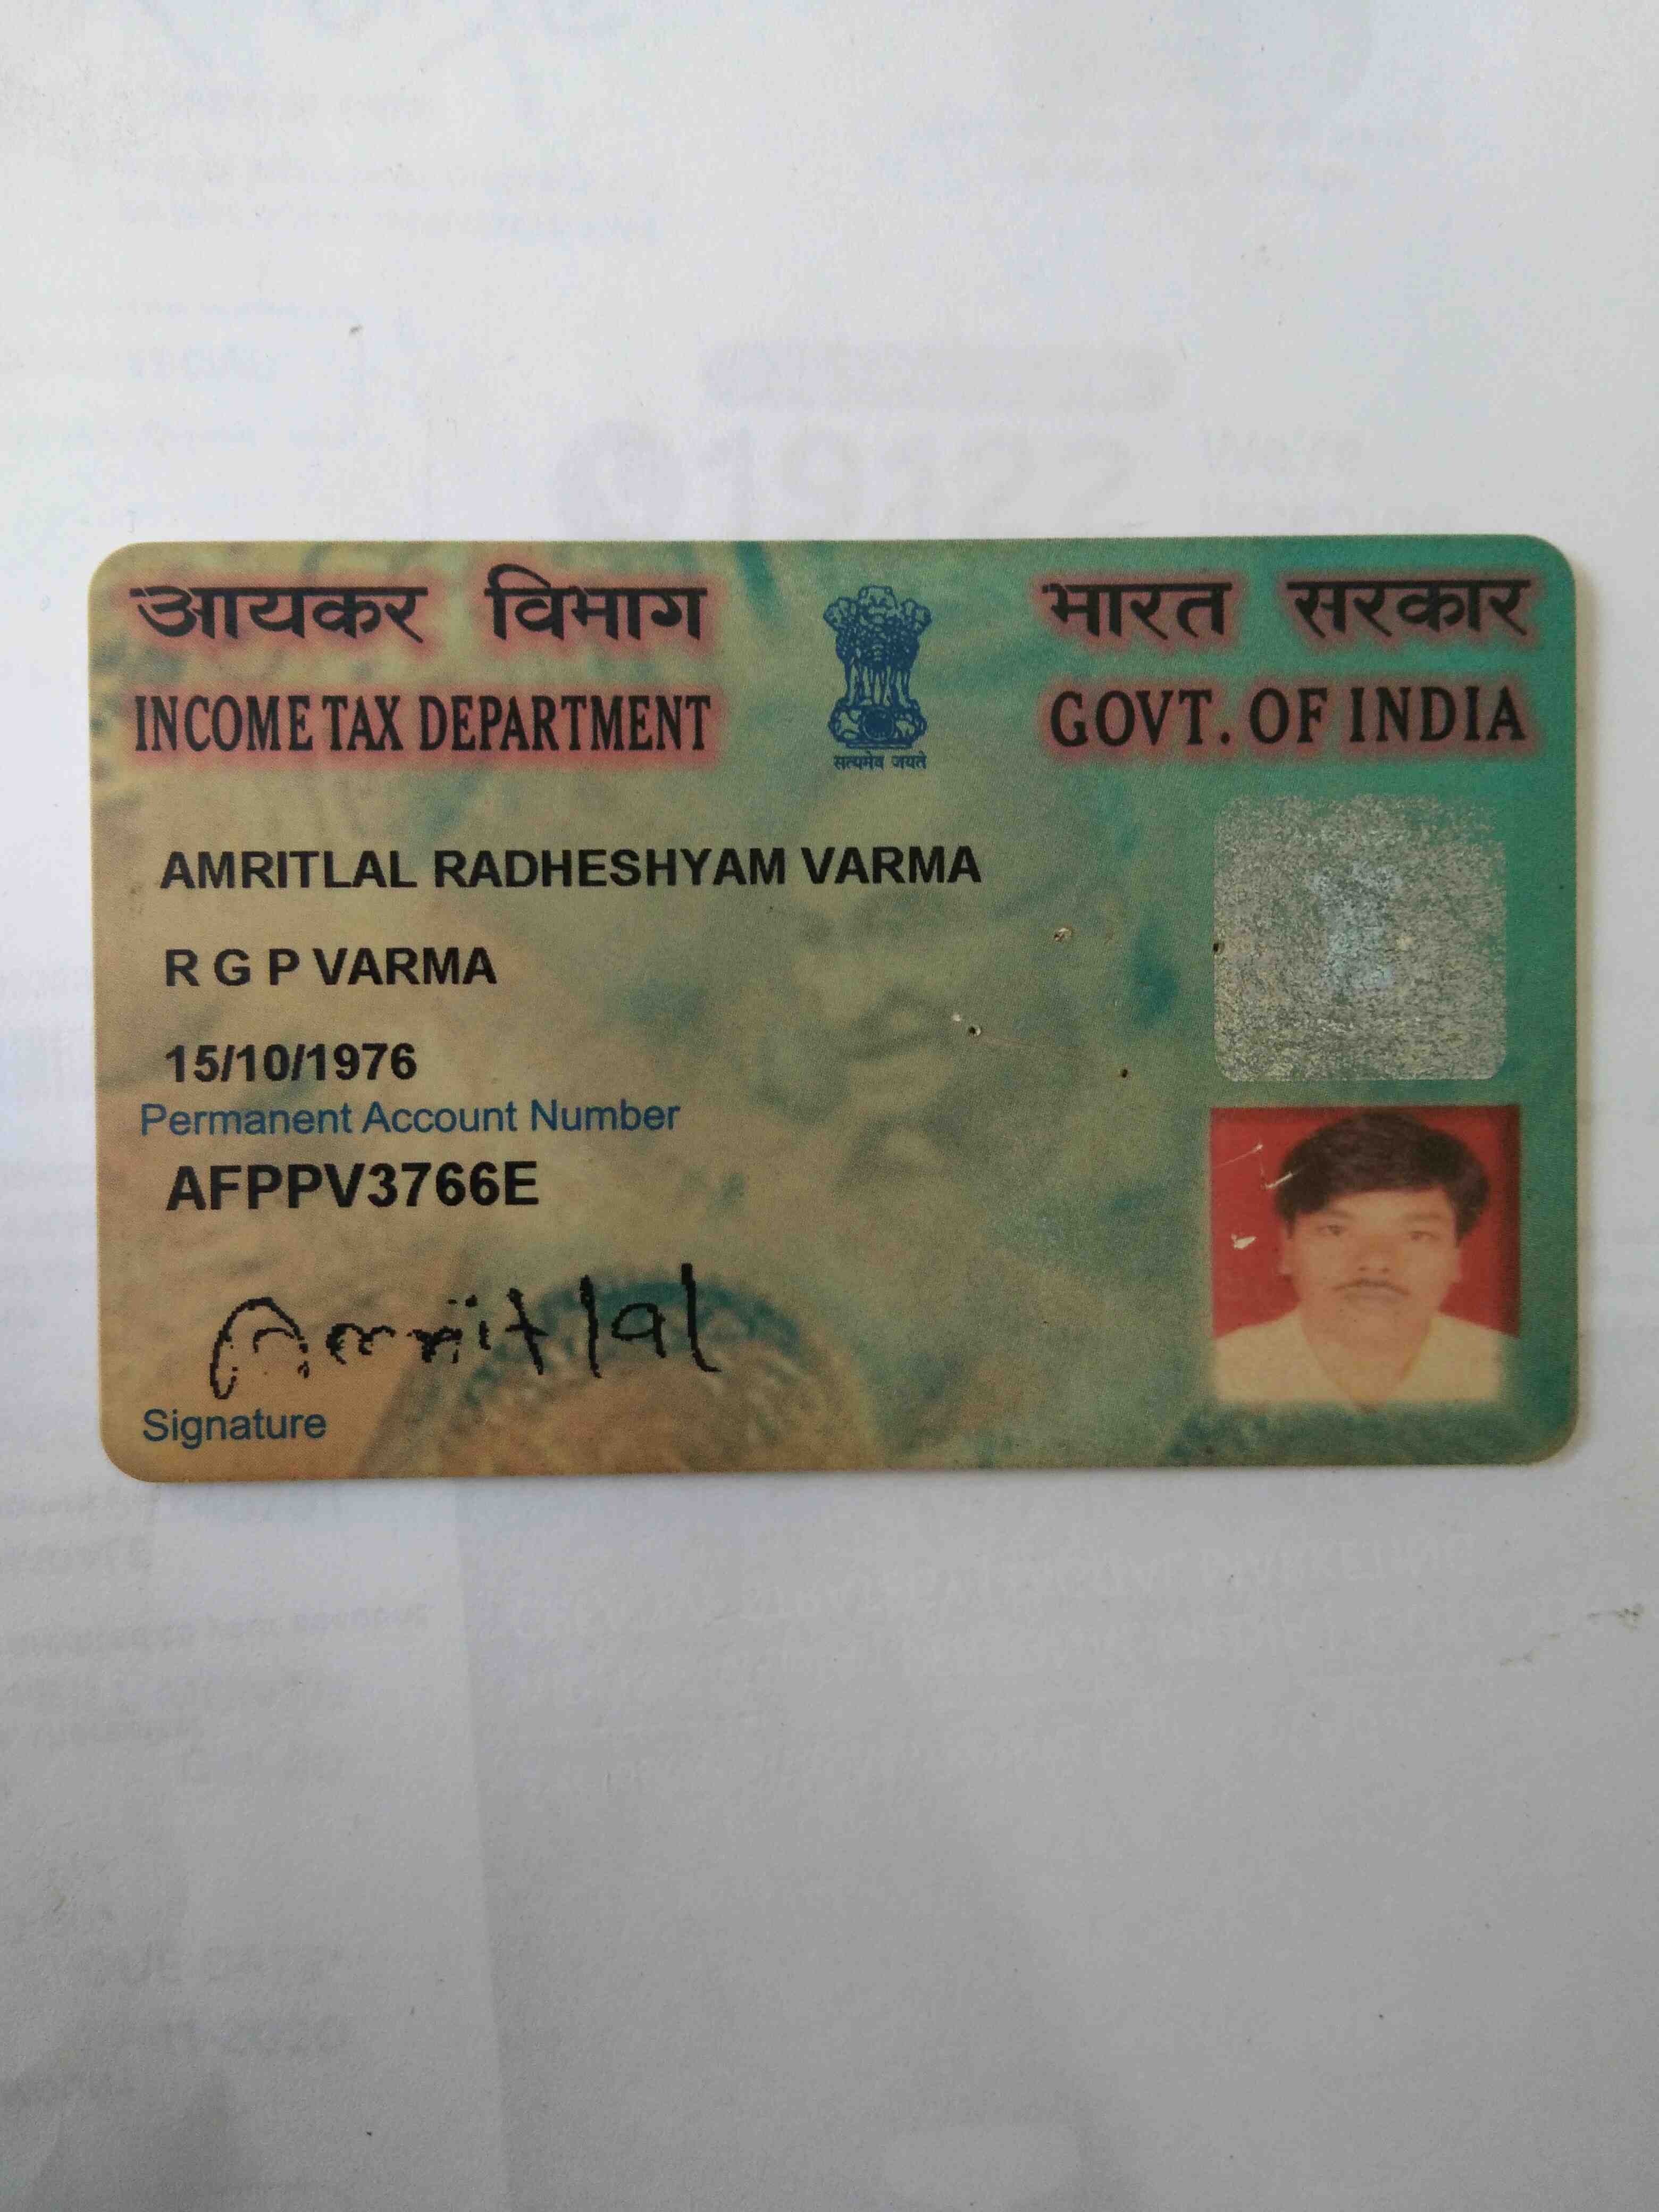 आयकर विभाग
INCOME TAX DEPARTMENT
सत्यमेव जयते
भारत सरकार
GOVT. OF INDIA
AMRITLAL RADHESHYAM VARMA
R G P VARMA
15/10/1976
Permanent Account Number
AFPPV3766E
Amritlal
Signature